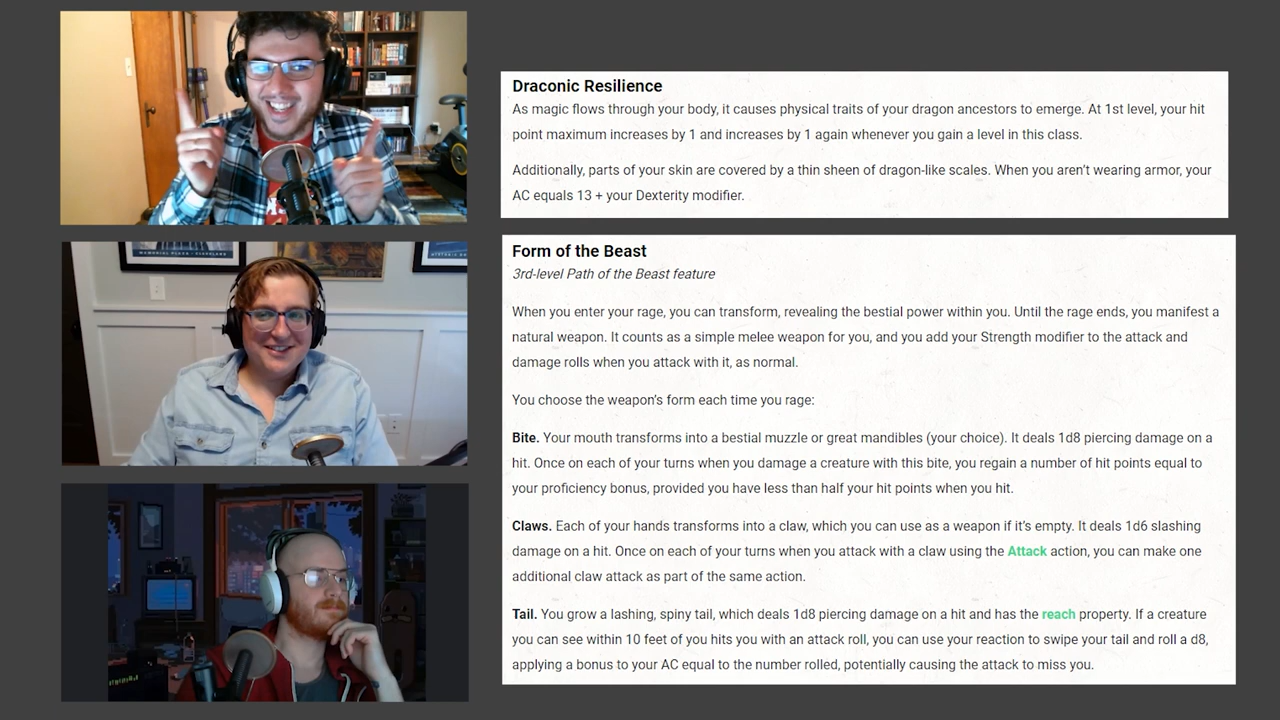 Draconic Resilience
As magic flows through your body, it causes physical traits of your dragon ancestors to emerge. At 1st level, your hit
point maximum increases by 1 and increases by 1 again whenever you gain a level in this class.
Additionally, parts of your skin are covered by a thin sheen of dragon-like scales. When you aren’t wearing armor, your
AC equals 13 + your Dexterity modifier.
Form of the Beast
3rd-level Path of the Beast feature
When you enter your rage, you can transform, revealing the bestial power within you. Until the rage ends, you manifest a
natural weapon. It counts as a simple melee weapon for you, and you add your Strength modifier to the attack and
damage rolls when you attack with it, as normal.
You choose the weapon’s form each time you rage:
Bite. Your mouth transforms into a bestial muzzle or great mandibles (your choice). It deals 1d8 piercing damage on a
hit. Once on each of your turns when you damage a creature with this bite, you regain a number of hit points equal to
your proficiency bonus, provided you have less than half your hit points when you hit.
Claws. Each of your hands transforms into a claw, which you can use as a weapon if it’s empty. It deals 1d6 slashing
damage on a hit. Once on each of your turns when you attack with a claw using the Attack action, you can make one
additional claw attack as part of the same action.
Tail. You grow a lashing, spiny tail, which deals 1d8 piercing damage on a hit and has the reach property. If a creature
you can see within 10 feet of you hits you with an attack roll, you can use your reaction to swipe your tail and roll a d8,
applying a bonus to your AC equal to the number rolled, potentially causing the attack to miss you.